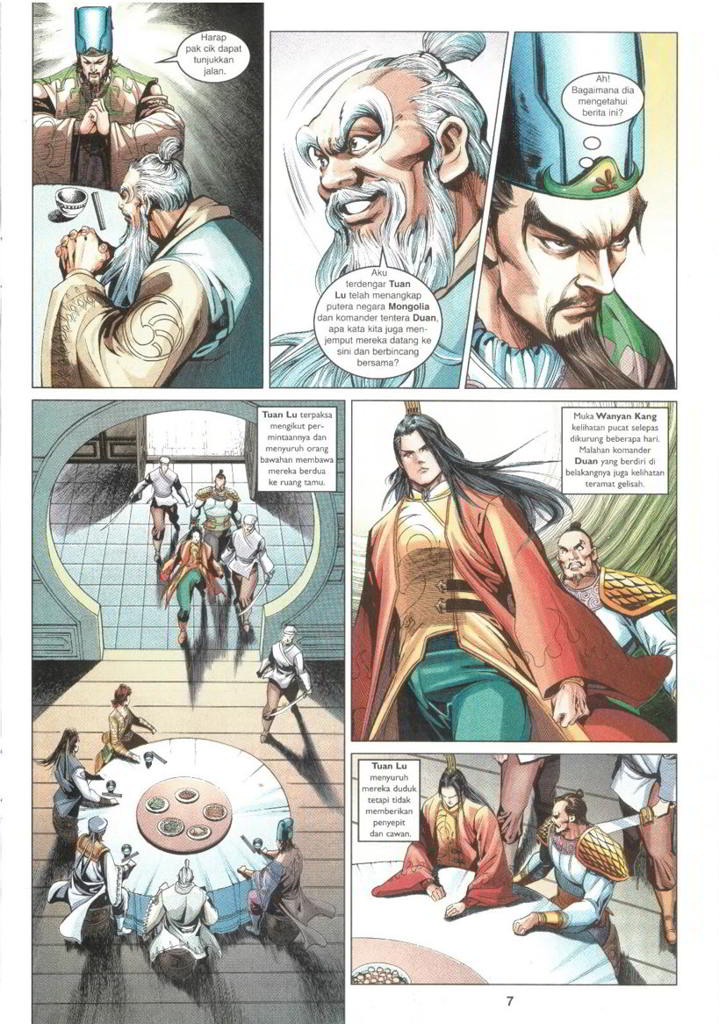 Harap
pak cik dapat
tunjukkan
jalan.
Aku
terdengar Tuan
Lu telah menangkap
putera negara Mongolia
dan komander tentera Duan,
apa kata kita juga men-
jemput mereka datang ke
sini dan berbincang
bersama?
Ah!
Bagaimana dia
mengetahui
berita ini?
Tuan Lu terpaksa
mengikut per-
mintaannya dan
menyuruh orang
bawahan membawa
mereka berdua
ke ruang tamu.
Muka Wanyan Kang
kelihatan pucat selepas
dikurung beberapa hari.
Malahan komander
Duan yang berdiri di
belakangnya juga kelihatan
teramat gelisah.
Tuan Lu
menyuruh
mereka duduk
tetapi tidak
memberikan
penyepit
dan cawan.
7